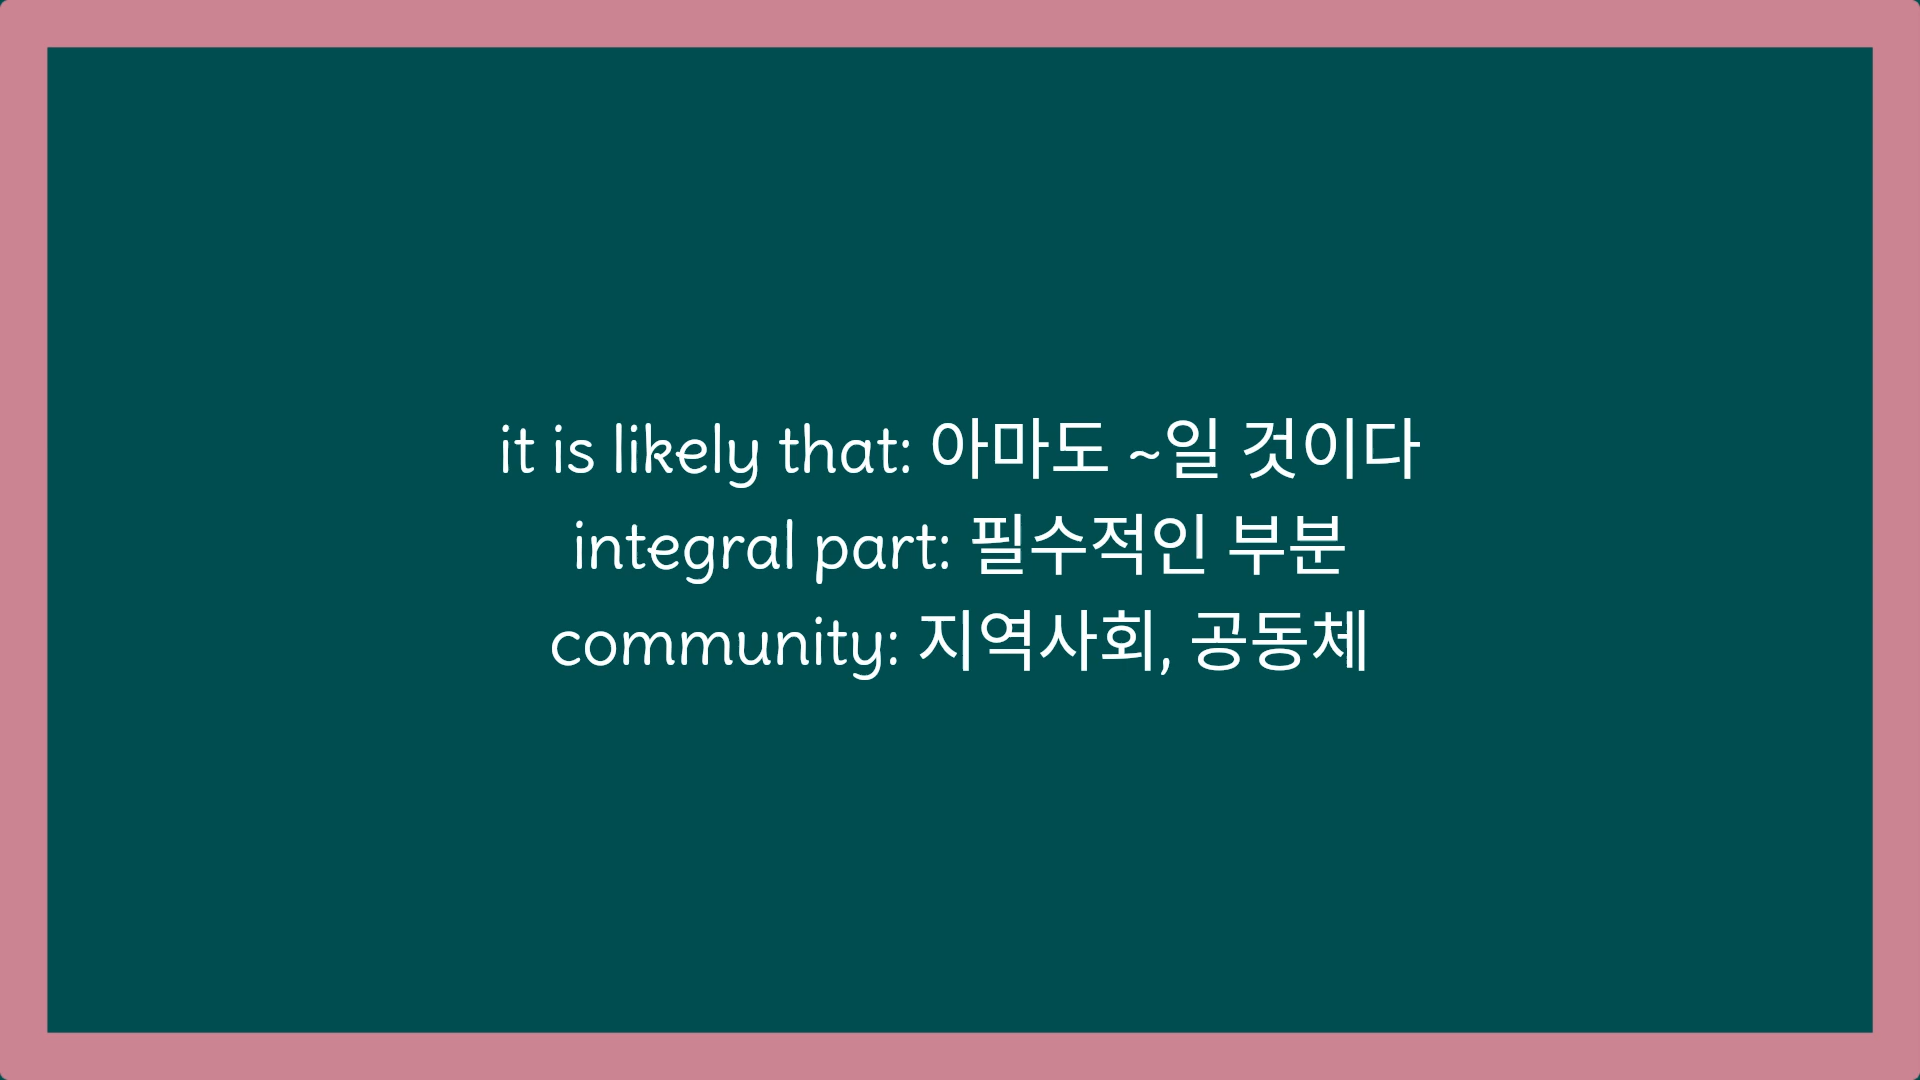 it is likely that: 아마도 ~일 것이다
integral part: 필수적인 부분
community: 지역사회, 공동체